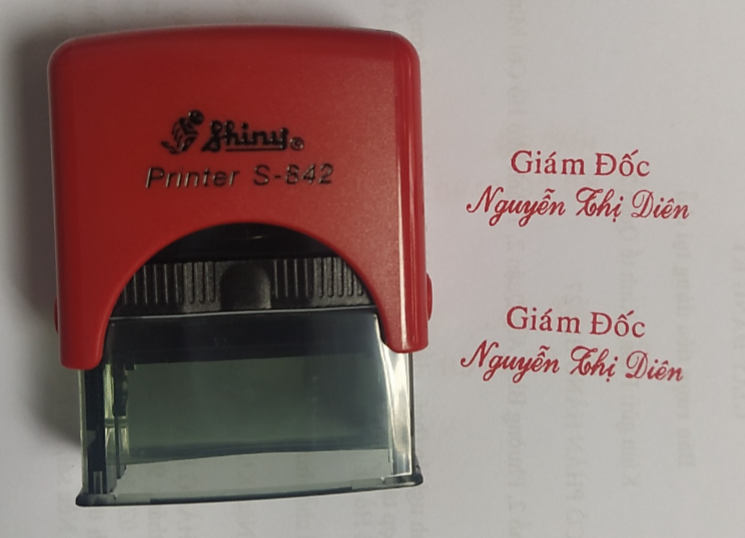 Shiny
Printer S-842
Giám Đốc
Nguyễn Thị Diên
Giám Đốc
Nguyễn Thị Diên